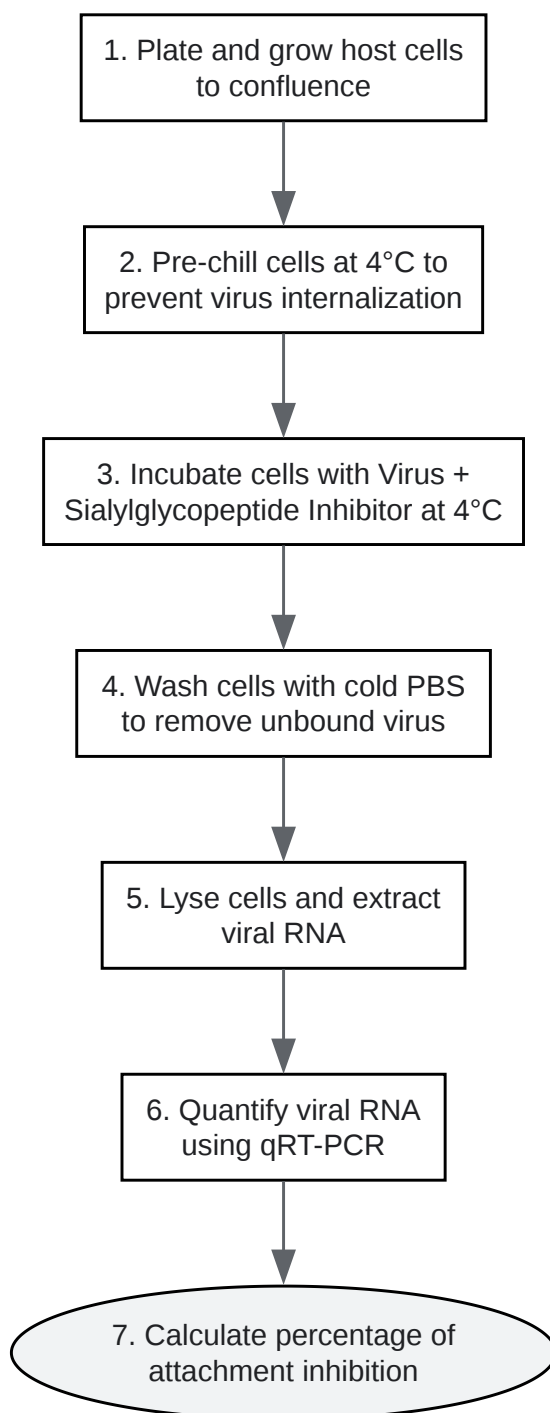 1. Plate and grow host cells
to confluence
2. Pre-chill cells at 4°C to
prevent virus internalization
3. Incubate cells with Virus +
Sialylglycopeptide Inhibitor at 4°C
4. Wash cells with cold PBS
to remove unbound virus
5. Lyse cells and extract
viral RNA
6. Quantify viral RNA
using qRT-PCR
7. Calculate percentage of
attachment inhibition